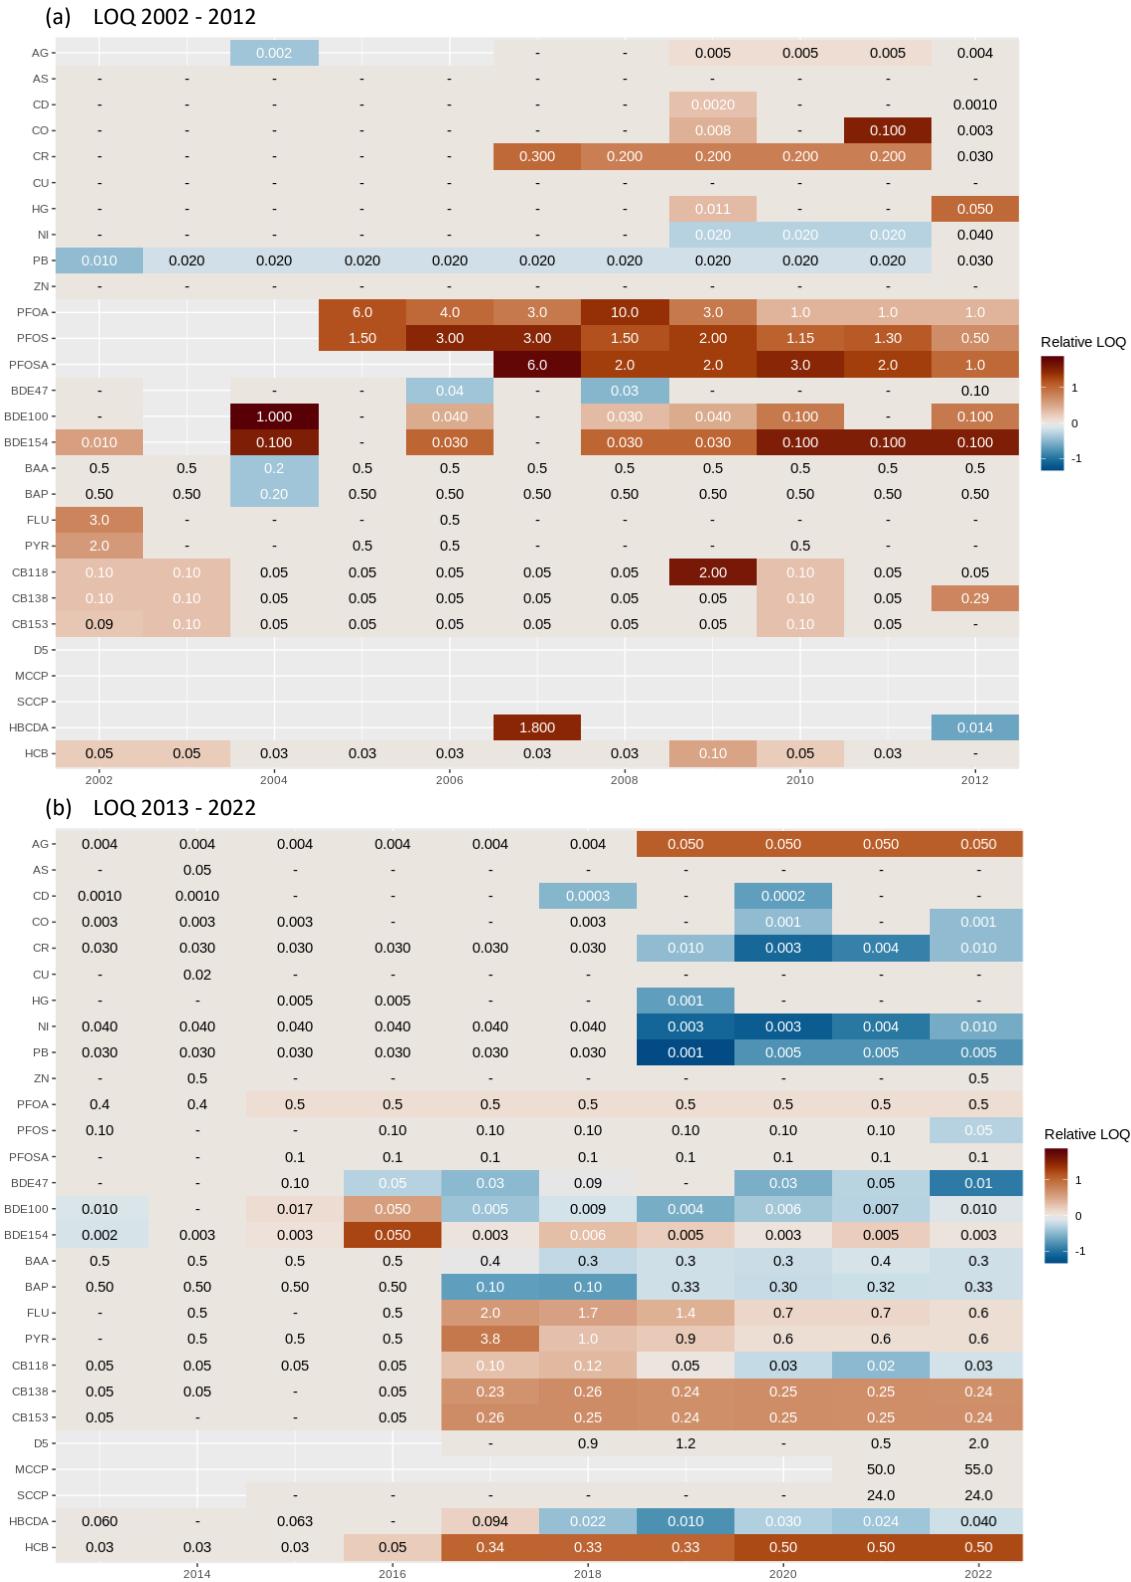 (a) LOQ 2002 - 2012
AG 0.002 - - 0.005 0.005 0.005 0.004
AS - - - - - - - - - - -
CD - - - - - - - 0.0020 - - 0.0010
CO - - - - - - - 0.008 - 0.100 0.003
CR - - - - - 0.300 0.200 0.200 0.200 0.200 0.030
CU - - - - - - - - - - -
HG - - - - - - - 0.011 - - 0.050
NI - - - - - - - 0.020 0.020 0.020 0.040
PB 0.010 0.020 0.020 0.020 0.020 0.020 0.020 0.020 0.020 0.020 0.030
ZN - - - - - - - - - - -
PFOA 6.0 4.0 3.0 10.0 3.0 1.0 1.0 1.0
PFOS 1.50 3.00 3.00 1.50 2.00 1.15 1.30 0.50
PFOSA 6.0 2.0 2.0 3.0 2.0 1.0
BDE47 - - - 0.04 - 0.03 - - - 0.10
BDE100 - 1.000 - 0.040 - 0.030 0.040 0.100 - 0.100
BDE154 0.010 0.100 - 0.030 - 0.030 0.030 0.100 0.100 0.100
BAA 0.5 0.5 0.2 0.5 0.5 0.5 0.5 0.5 0.5 0.5 0.5
BAP 0.50 0.50 0.20 0.50 0.50 0.50 0.50 0.50 0.50 0.50 0.50
FLU 3.0 - - - 0.5 - - - - - -
PYR 2.0 - - 0.5 0.5 - - - 0.5 - -
CB118 0.10 0.10 0.05 0.05 0.05 0.05 0.05 2.00 0.10 0.05 0.05
CB138 0.10 0.10 0.05 0.05 0.05 0.05 0.05 0.05 0.10 0.05 0.29
CB153 0.09 0.10 0.05 0.05 0.05 0.05 0.05 0.05 0.10 0.05 -
D5
MCCP
SCCP
HBCDA 1.800 0.014
HCB 0.05 0.05 0.03 0.03 0.03 0.03 0.03 0.10 0.05 0.03 -
2002 2004 2006 2008 2010 2012
Relative LOQ
1
0
-1
(b) LOQ 2013 - 2022
AG 0.004 0.004 0.004 0.004 0.004 0.004 0.050 0.050 0.050 0.050
AS - 0.05 - - - - - - - -
CD 0.0010 0.0010 - - - 0.0003 - 0.0002 - -
CO 0.003 0.003 0.003 - - 0.003 - 0.001 - 0.001
CR 0.030 0.030 0.030 0.030 0.030 0.030 0.010 0.003 0.004 0.010
CU - 0.02 - - - - - - - -
HG - - 0.005 0.005 - - 0.001 - - -
NI 0.040 0.040 0.040 0.040 0.040 0.040 0.003 0.003 0.004 0.010
PB 0.030 0.030 0.030 0.030 0.030 0.030 0.001 0.005 0.005 0.005
ZN - 0.5 - - - - - - - 0.5
PFOA 0.4 0.4 0.5 0.5 0.5 0.5 0.5 0.5 0.5 0.5
PFOS 0.10 - - 0.10 0.10 0.10 0.10 0.10 0.10 0.05
PFOSA - - 0.1 0.1 0.1 0.1 0.1 0.1 0.1 0.1
BDE47 - - 0.10 0.05 0.03 0.09 - 0.03 0.05 0.01
BDE100 0.010 - 0.017 0.050 0.005 0.009 0.004 0.006 0.007 0.010
BDE154 0.002 0.003 0.003 0.050 0.003 0.006 0.005 0.003 0.005 0.003
BAA 0.5 0.5 0.5 0.5 0.4 0.3 0.3 0.3 0.4 0.3
BAP 0.50 0.50 0.50 0.50 0.10 0.10 0.33 0.30 0.32 0.33
FLU - 0.5 - 0.5 2.0 1.7 1.4 0.7 0.7 0.6
PYR - 0.5 0.5 0.5 3.8 1.0 0.9 0.6 0.6 0.6
CB118 0.05 0.05 0.05 0.05 0.10 0.12 0.05 0.03 0.02 0.03
CB138 0.05 0.05 - 0.05 0.23 0.26 0.24 0.25 0.25 0.24
CB153 0.05 - - 0.05 0.26 0.25 0.24 0.25 0.25 0.24
D5 - 0.9 1.2 - 0.5 2.0
MCCP 50.0 55.0
SCCP - - - - - - 24.0 24.0
HBCDA 0.060 - 0.063 - 0.094 0.022 0.010 0.030 0.024 0.040
HCB 0.03 0.03 0.03 0.05 0.34 0.33 0.33 0.50 0.50 0.50
2014 2016 2018 2020 2022
Relative LOQ
1
0
-1